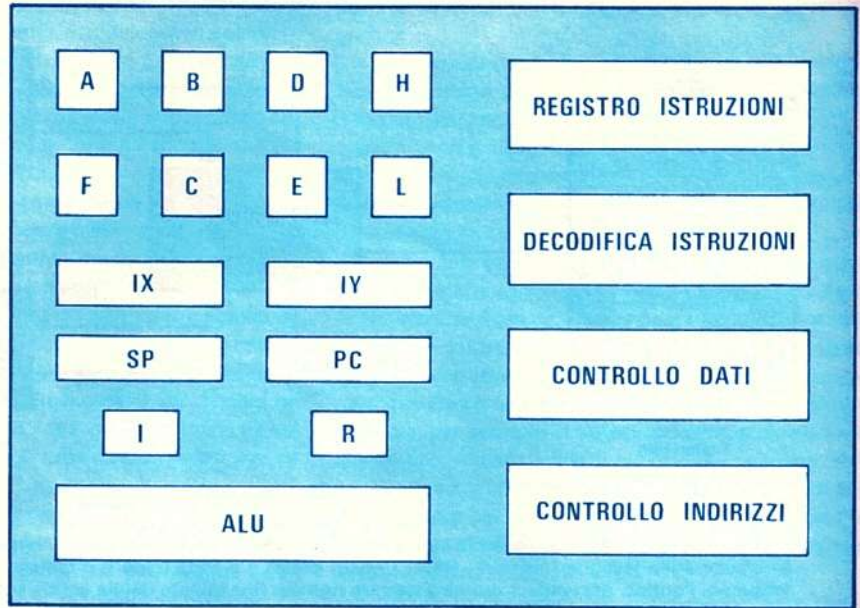 A B D H
F C E L
IX IY
SP PC
I R
ALU
REGISTRO ISTRUZIONI
DECODIFICA ISTRUZIONI
CONTROLLO DATI
CONTROLLO INDIRIZZI